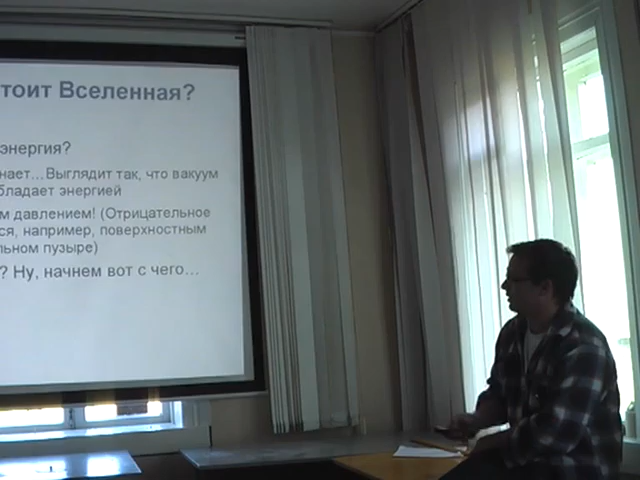 тоит Вселенная?
энергия?
нает...Выглядит так, что вакуум
бладает энергией
м давлением! (Отрицательное
ся, например, поверхностным
льном пузыре)
? Ну, начнем вот с чего...